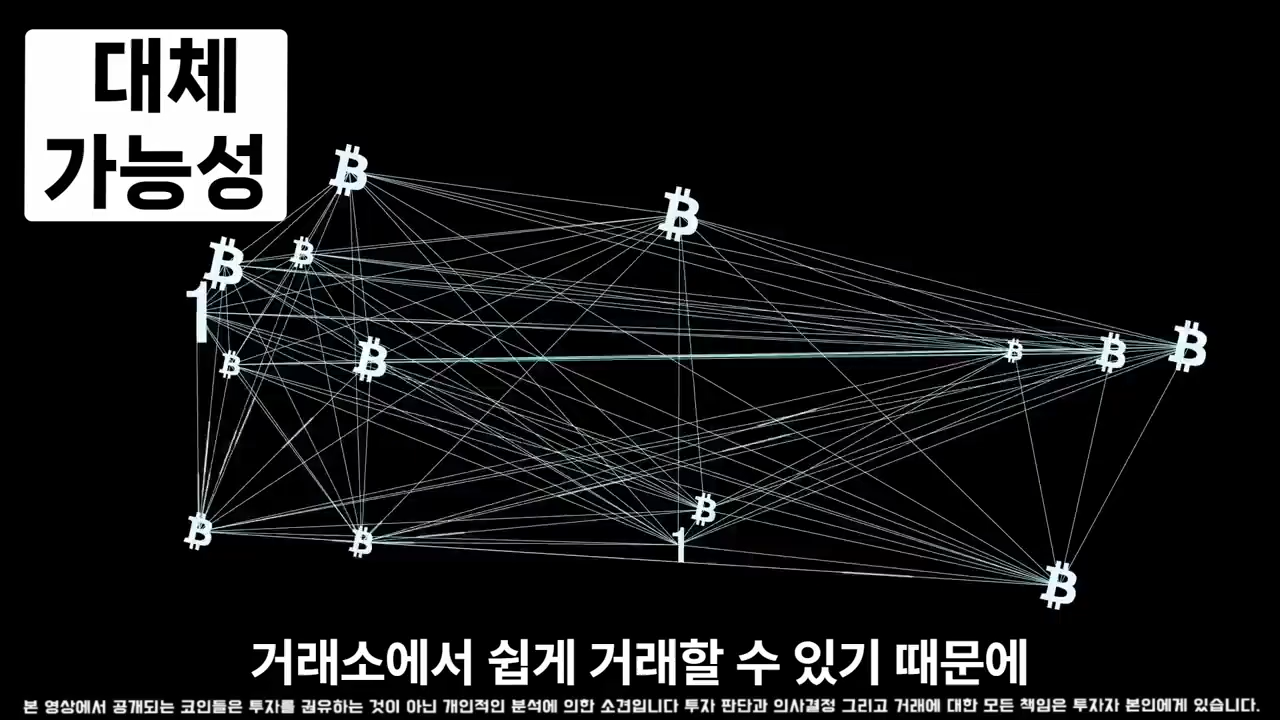 대체
가능성
1
1
거래소에서 쉽게 거래할 수 있기 때문에
본 영상에서 공개되는 코인들은 투자를 권유하는 것이 아닌 개인적인 분석에 의한 소견입니다 투자 판단과 의사결정 그리고 거래에 대한 모든 책임은 투자자 본인에게 있습니다.